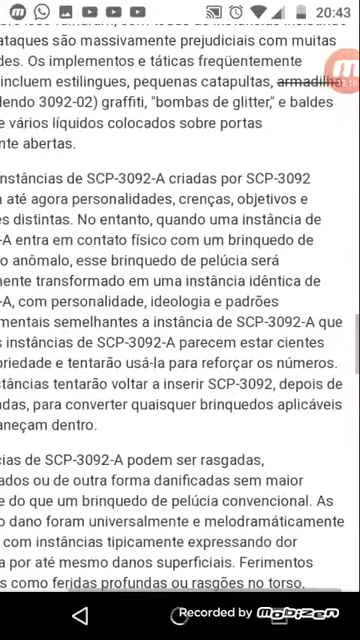 20:43
ataques são massivamente prejudiciais com muitas
des. Os implementos e táticas freqüentemente
incluem estilingues, pequenas catapultas, armadilha
dendo 3092-02) graffiti, "bombas de glitter," e baldes
e vários líquidos colocados sobre portas
nte abertas.
nstâncias de SCP-3092-A criadas por SCP-3092
n até agora personalidades, crenças, objetivos e
es distintas. No entanto, quando uma instância de
-A entra em contato físico com um brinquedo de
o anômalo, esse brinquedo de pelúcia será
nente transformado em uma instância idêntica de
-A, com personalidade, ideologia e padrões
mentais semelhantes a instância de SCP-3092-A que
s instâncias de SCP-3092-A parecem estar cientes
priedade e tentarão usá-la para reforçar os números.
stâncias tentarão voltar a inserir SCP-3092, depois de
adas, para converter quaisquer brinquedos aplicáveis
aneçam dentro.
cias de SCP-3092-A podem ser rasgadas,
ados ou de outra forma danificadas sem maior
e do que um brinquedo de pelúcia convencional. As
o dano foram universalmente e melodramáticamente
com instâncias tipicamente expressando dor
a por até mesmo danos superficiais. Ferimentos
s como feridas profundas ou rasgões no torso,
Recorded by mobizen